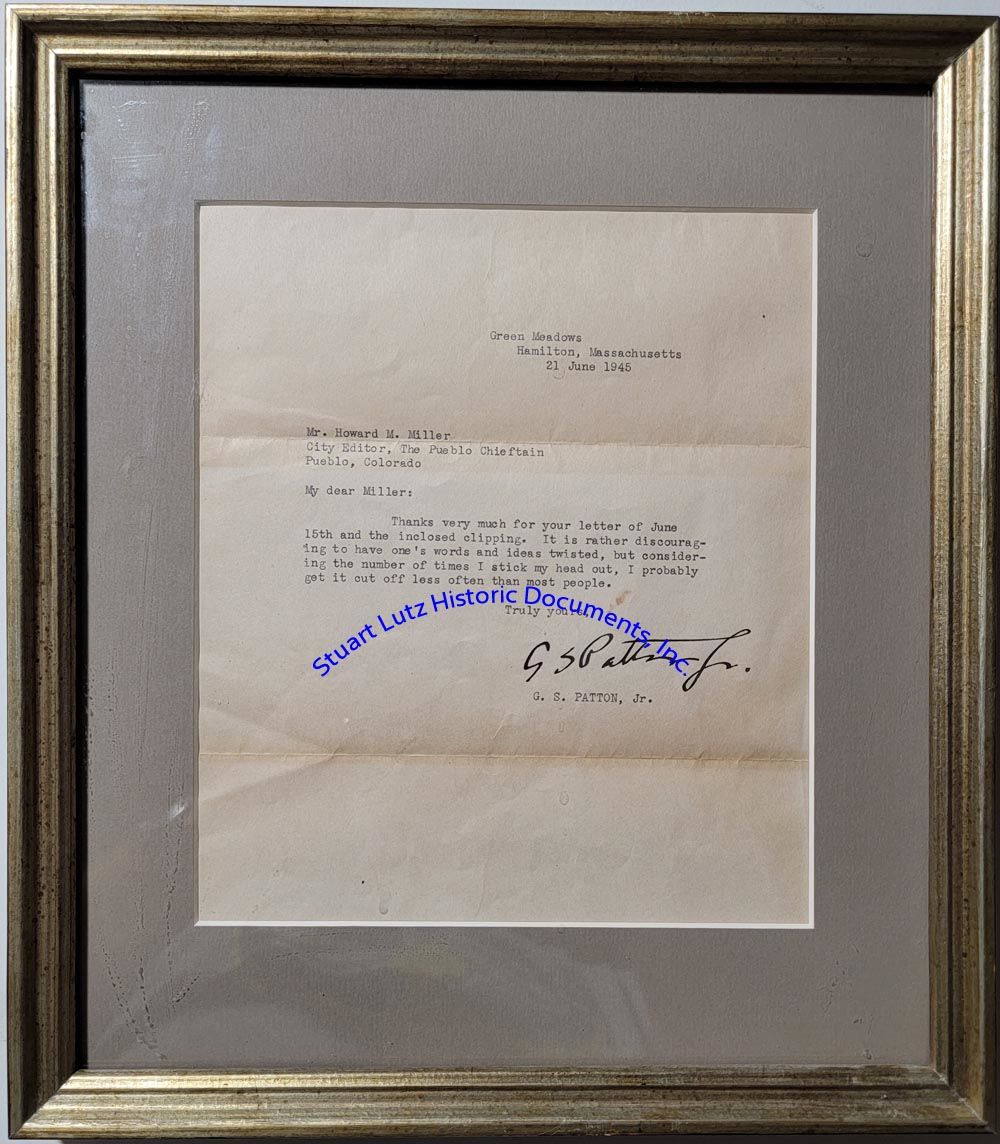 Green Meadows
Hamilton, Massachusetts
21 June 1945
Mr. Howard M. Miller
City Editor, The Pueblo Chieftain
Pueblo, Colorado
My dear Miller:
Thanks very much for your letter of June
15th and the inclosed clipping. It is rather discourag-
ing to have one's words and ideas twisted, but consider-
ing the number of times I stick my head out, I probably
get it cut off less often than most people.
Truly yours,
Stuart Lutz Historic Documents, Inc.
G S Patton Jr.
G. S. PATTON, Jr.